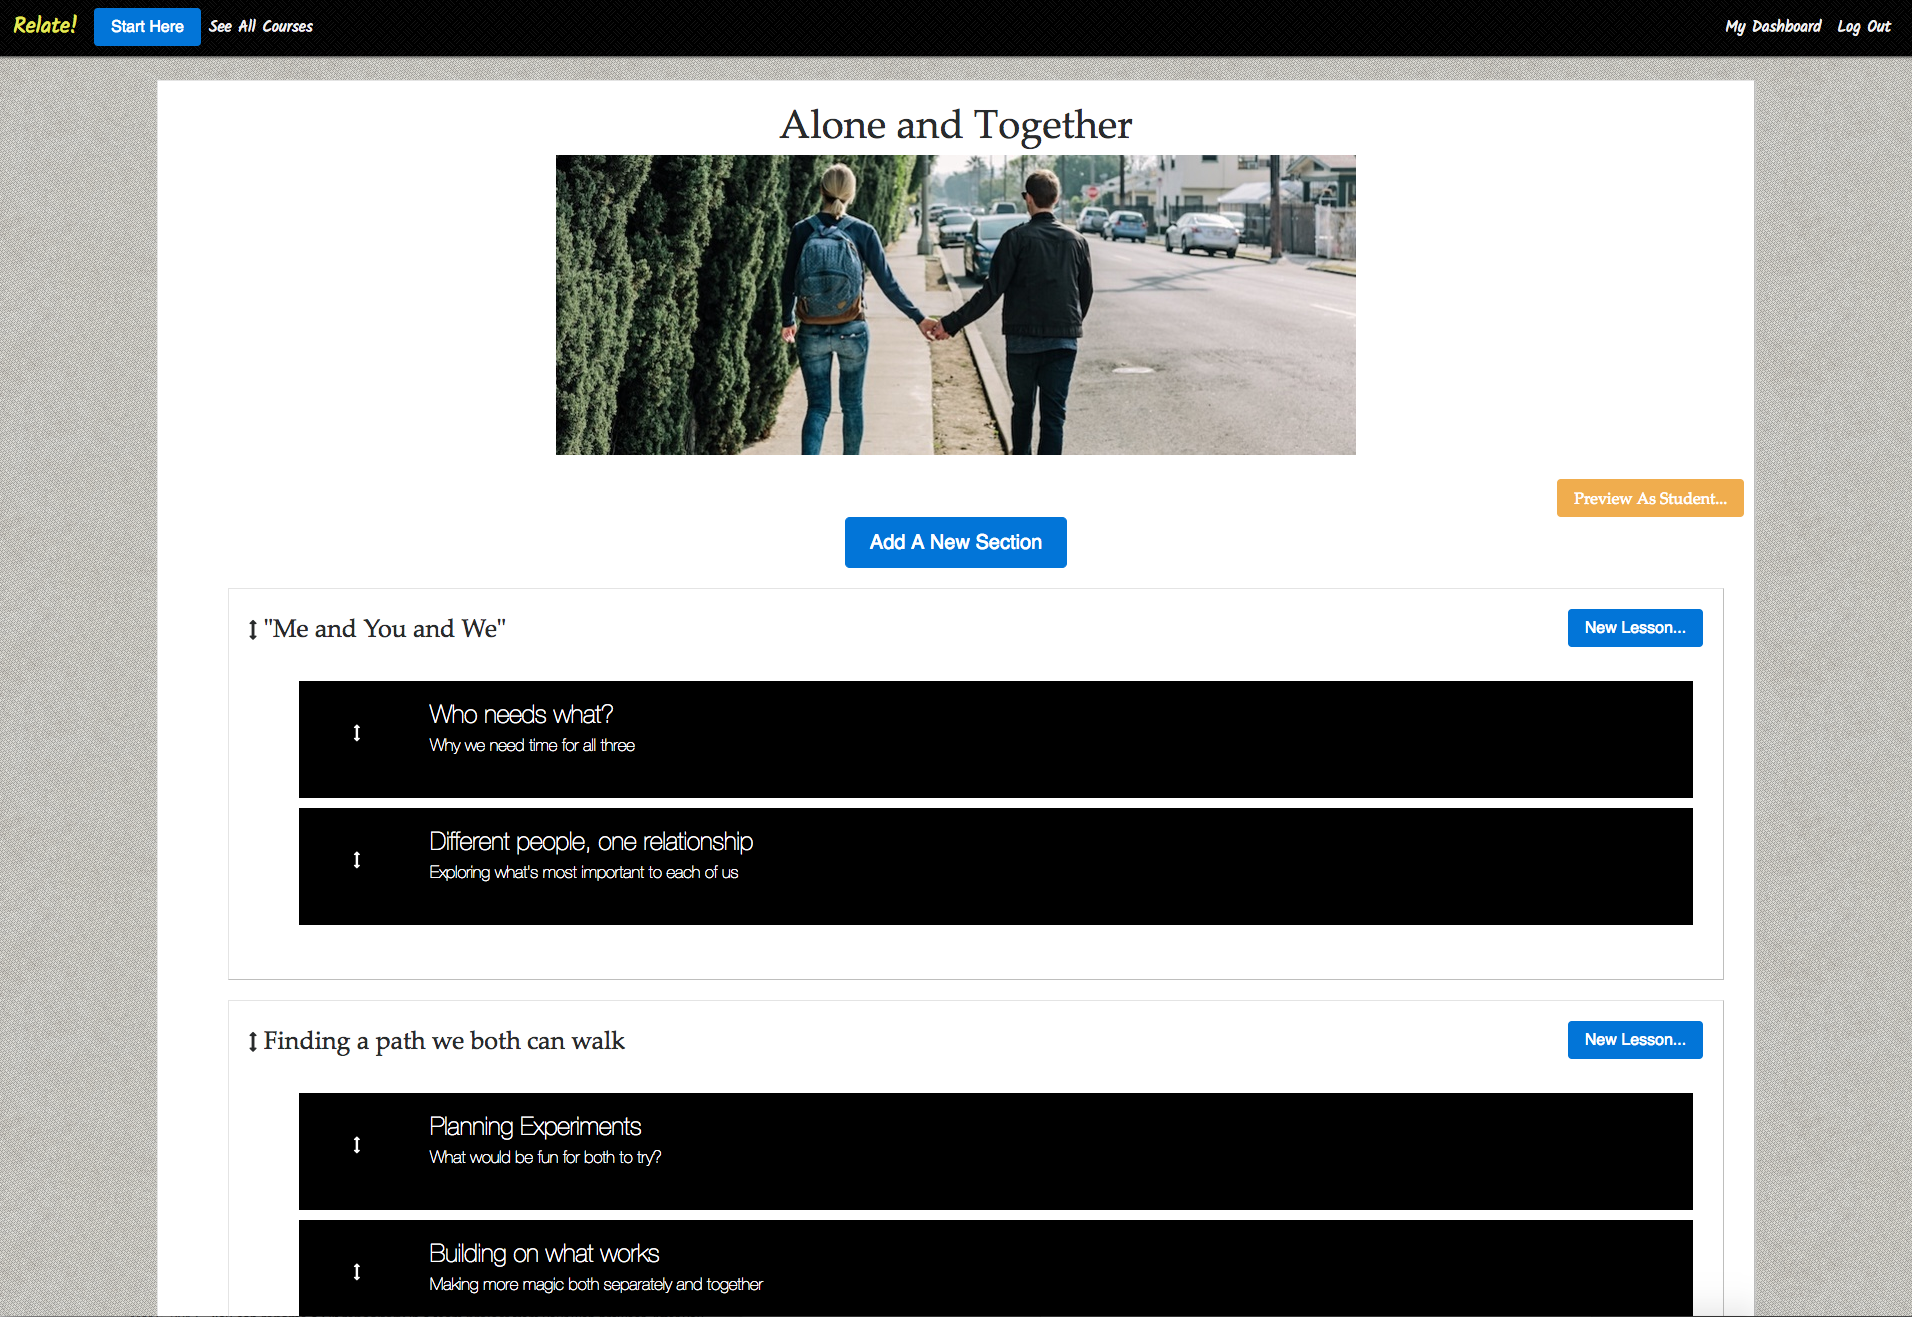 Relate! Start Here See All Courses My Dashboard Log Out
Alone and Together
Preview As Student...
Add A New Section
"Me and You and We" New Lesson...
Who needs what?
Why we need time for all three
Different people, one relationship
Exploring what's most important to each of us
Finding a path we both can walk New Lesson...
Planning Experiments
What would be fun for both to try?
Building on what works
Making more magic both separately and together